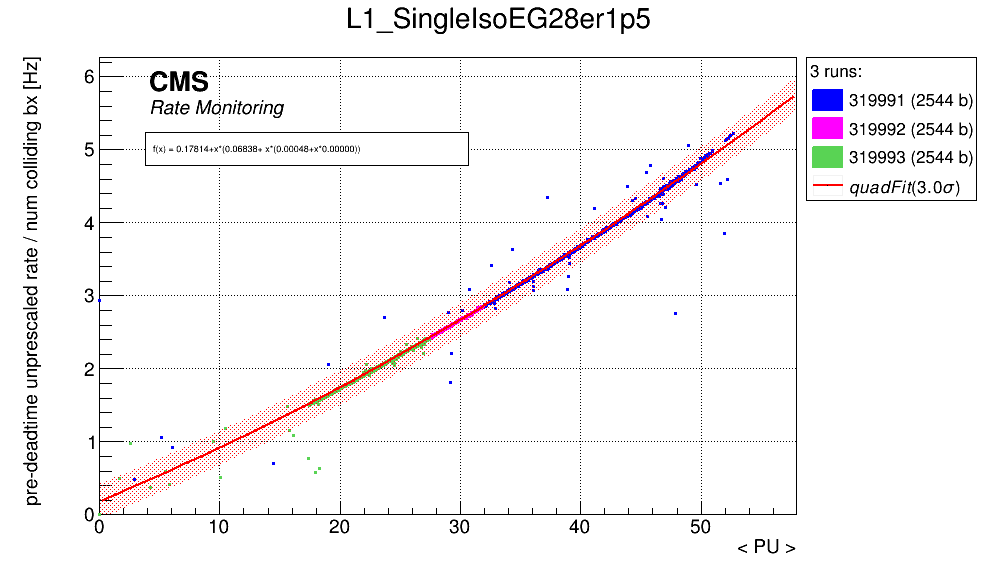 L1_SingleIsoEG28er1p5
pre-deadtime unprescaled rate / num colliding bx [Hz]
CMS
Rate Monitoring
f(x) = 0.17814+x*(0.06838+ x*(0.00048+x*0.00000))
3 runs:
319991 (2544 b)
319992 (2544 b)
319993 (2544 b)
quadFit(3.0σ)
6
5
4
3
2
1
0
0 10 20 30 40 50
< PU >